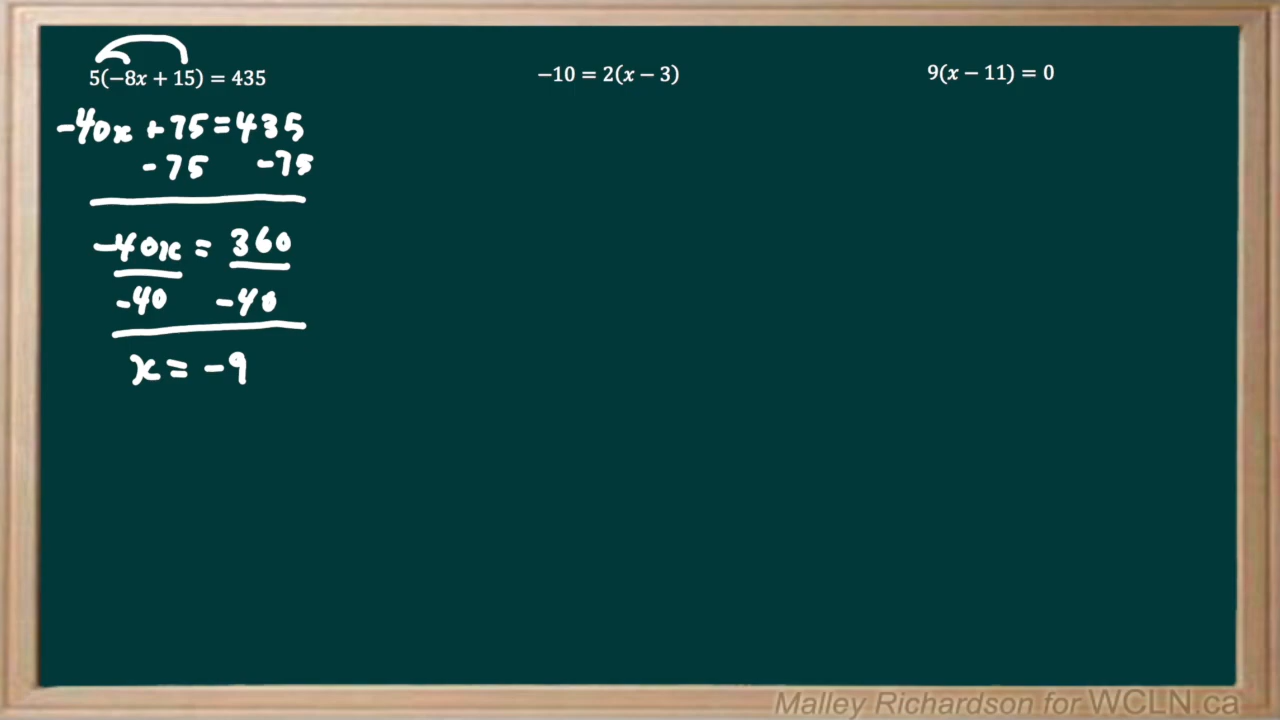 5(−8x + 15) = 435
-40x + 75 = 435
- 75 -75
-40x = 360
-40 -40
x = -9
−10 = 2(x − 3)
9(x − 11) = 0
Malley Richardson for WCLN.ca